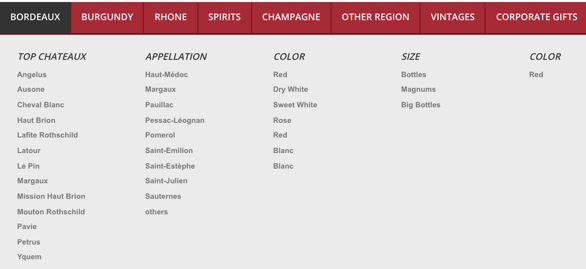 BORDEAUX BURGUNDY RHONE SPIRITS CHAMPAGNE OTHER REGION VINTAGES CORPORATE GIFTS
TOP CHATEAUX
Angelus
Ausone
Cheval Blanc
Haut Brion
Lafite Rothschild
Latour
Le Pin
Margaux
Mission Haut Brion
Mouton Rothschild
Pavie
Petrus
Yquem
APPELLATION
Haut-Médoc
Margaux
Pauillac
Pessac-Léognan
Pomerol
Saint-Emilion
Saint-Estèphe
Saint-Julien
Sauternes
others
COLOR
Red
Dry White
Sweet White
Rose
Red
Blanc
Blanc
SIZE
Bottles
Magnums
Big Bottles
COLOR
Red